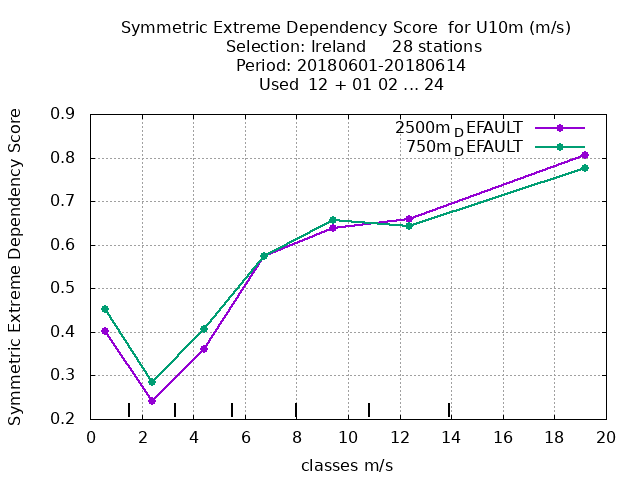 Symmetric Extreme Dependency Score  for U10m (m/s)
Selection: Ireland     28 stations
Period: 20180601-20180614
Used  12 + 01 02 ... 24
2500m_DEFAULT
750m_DEFAULT
Symmetric Extreme Dependency Score
0.9
0.8
0.7
0.6
0.5
0.4
0.3
0.2
0 2 4 6 8 10 12 14 16 18 20
classes m/s